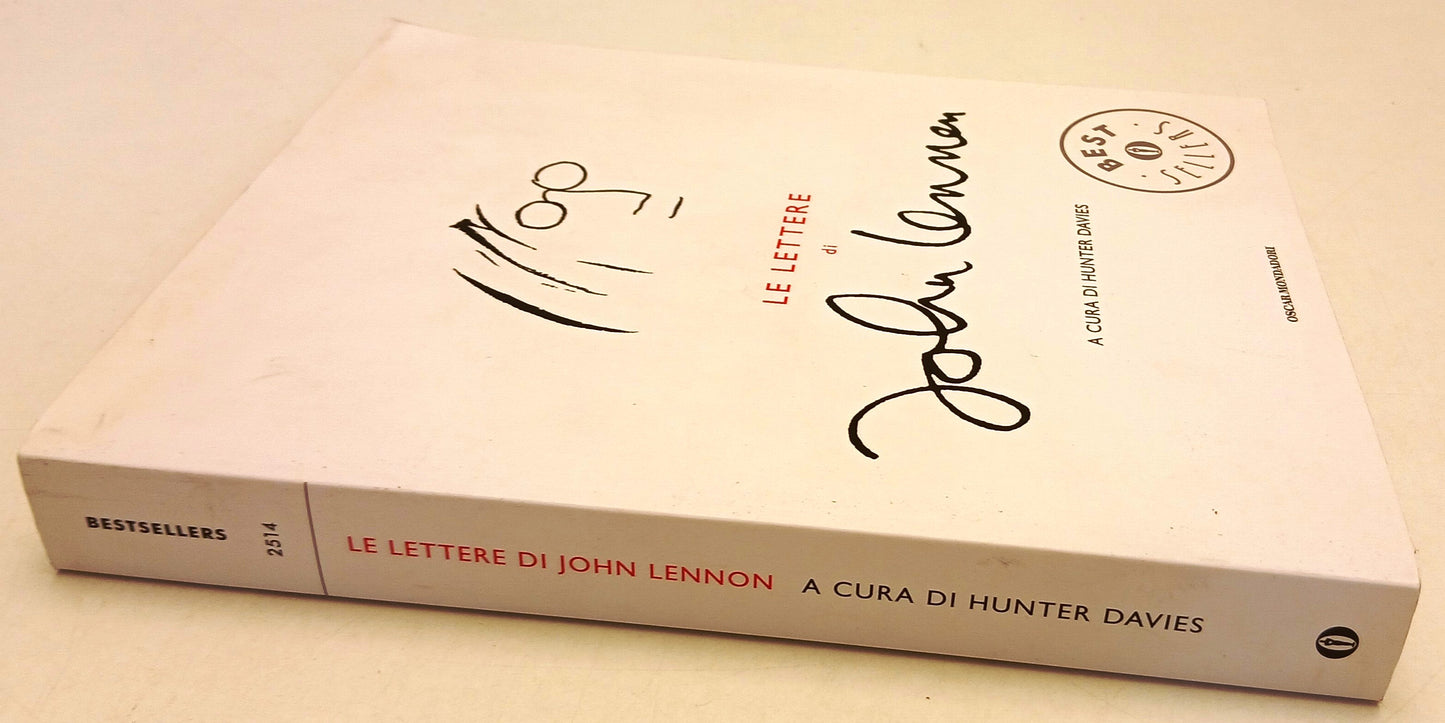 LE LETTERE
di
John Lennon
A CURA DI HUNTER DAVIES
BEST
SELLERS
OSCAR MONDADORI
BESTSELLERS
2514
LE LETTERE DI JOHN LENNON A CURA DI HUNTER DAVIES